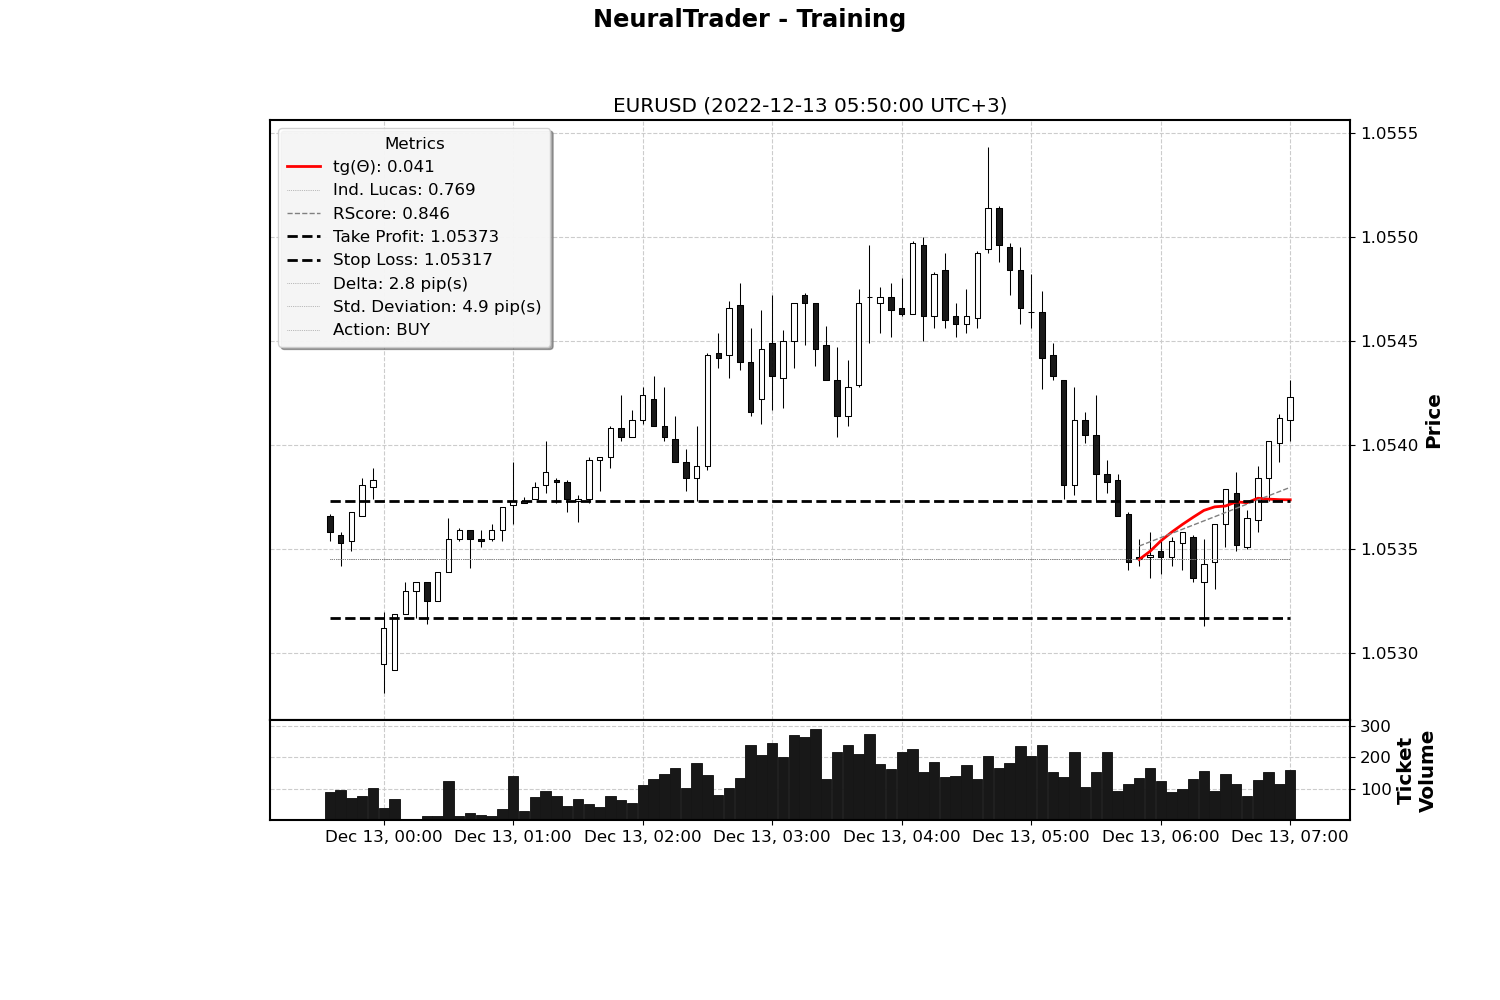 NeuralTrader - Training
EURUSD (2022-12-13 05:50:00 UTC+3)
Metrics
tg(Θ): 0.041
Ind. Lucas: 0.769
RScore: 0.846
Take Profit: 1.05373
Stop Loss: 1.05317
Delta: 2.8 pip(s)
Std. Deviation: 4.9 pip(s)
Action: BUY
1.0555
1.0550
1.0545
1.0540
1.0535
1.0530
Price
300
200
100
Ticket
Volume
Dec 13, 00:00
Dec 13, 01:00
Dec 13, 02:00
Dec 13, 03:00
Dec 13, 04:00
Dec 13, 05:00
Dec 13, 06:00
Dec 13, 07:00